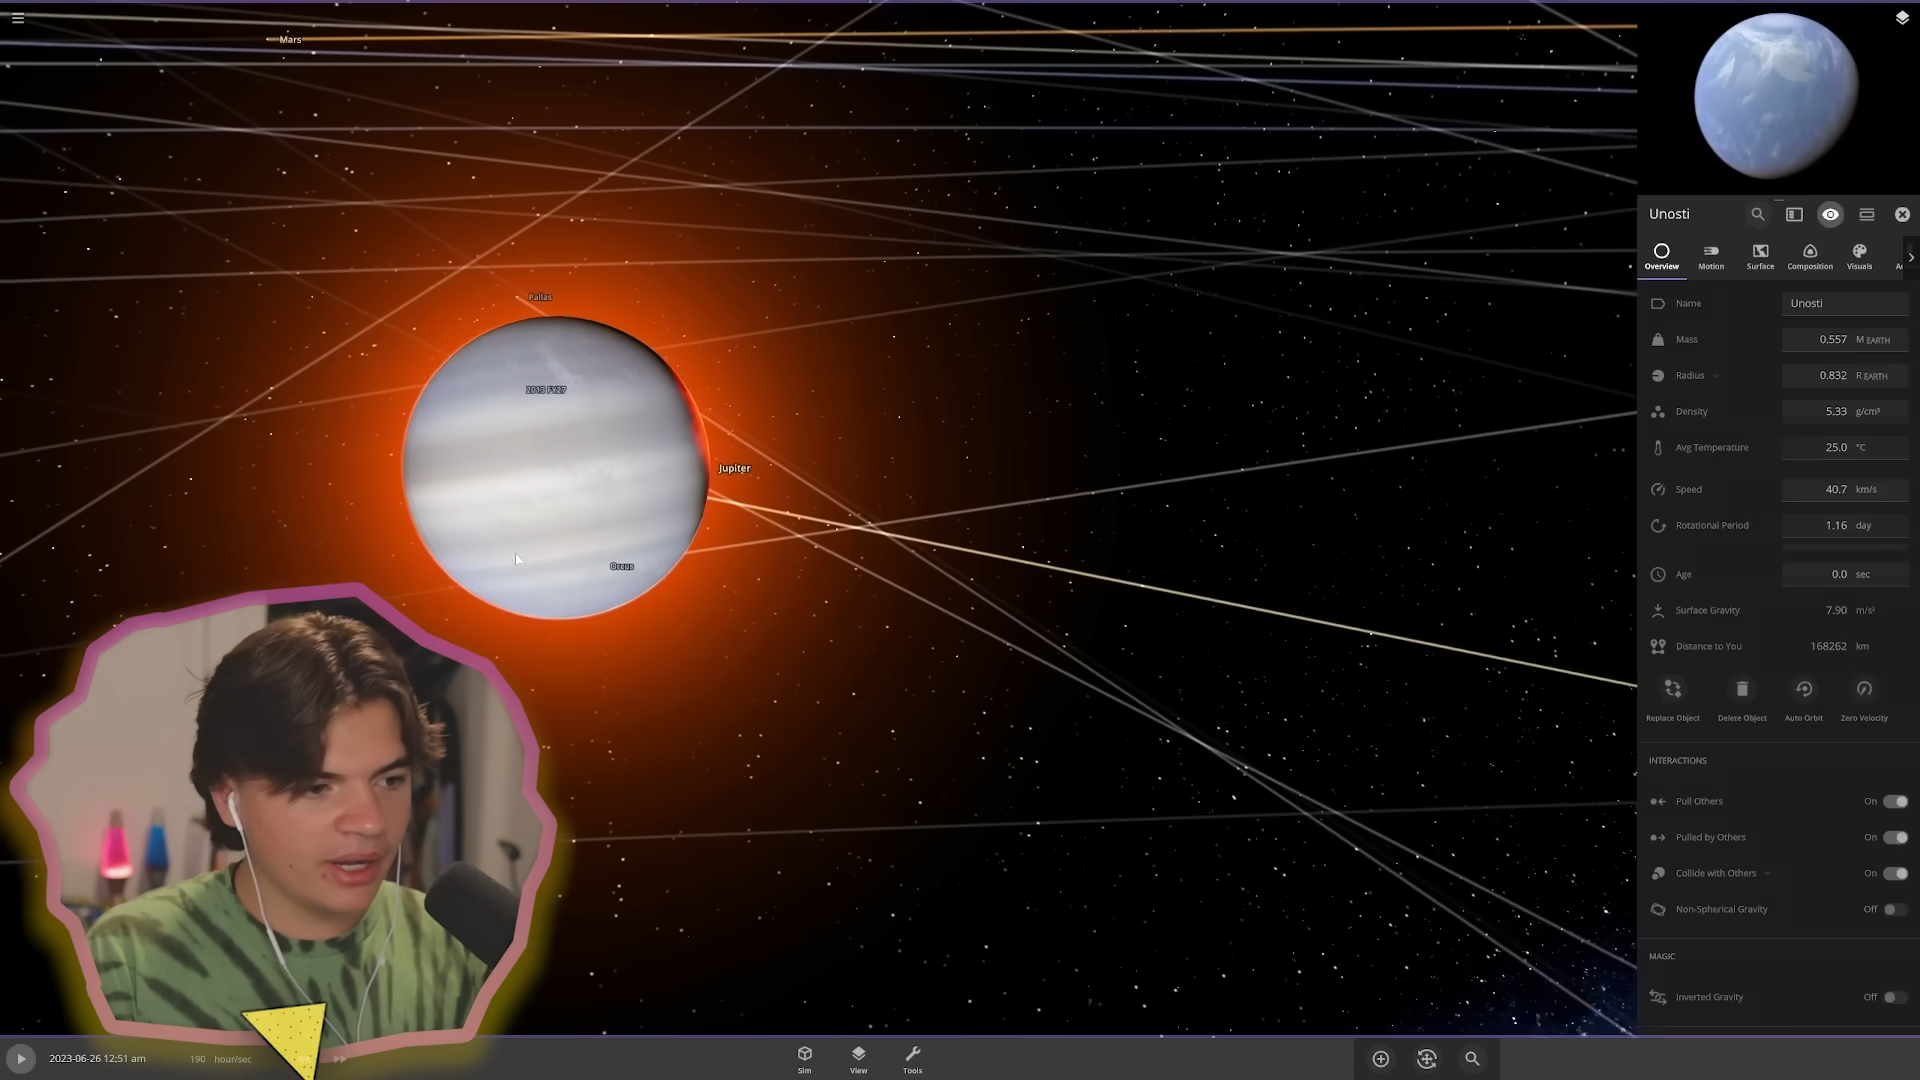 Mars
Pallas
2013 FY27
Jupiter
Orcus
Unosti
Overview
Motion
Surface
Composition
Visuals
Name
Unosti
Mass
0.557 M EARTH
Radius
0.832 R EARTH
Density
5.33 g/cm³
Avg Temperature
25.0 °C
Speed
40.7 km/s
Rotational Period
1.16 day
Age
0.0 sec
Surface Gravity
7.90 m/s²
Distance to You
168262 km
Replace Object
Delete Object
Auto Orbit
Zero Velocity
INTERACTIONS
Pull Others
On
Pulled by Others
On
Collide with Others
On
Non-Spherical Gravity
Off
MAGIC
Inverted Gravity
Off
2023-06-26 12:51 am
190 hour/sec
Sim
View
Tools